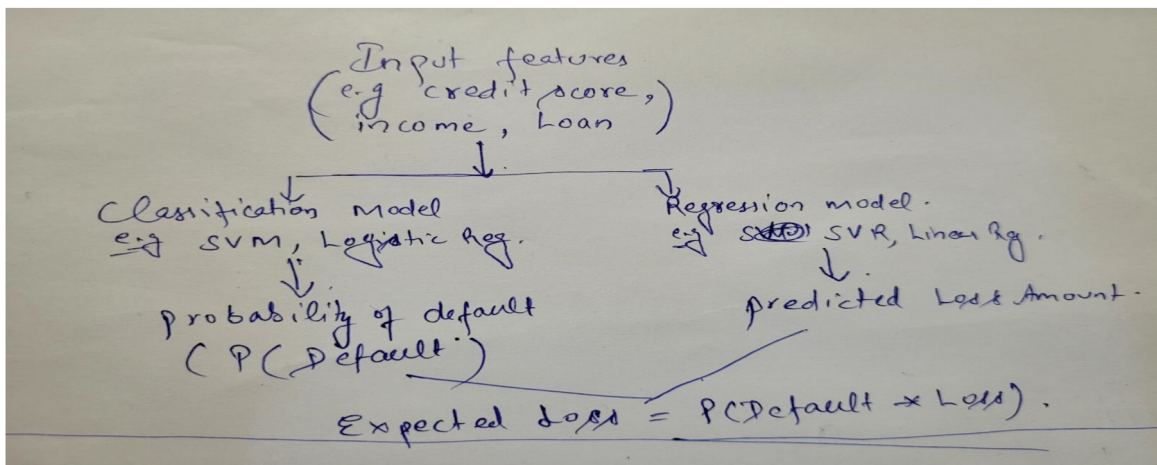 Input features
(e.g credit score,
income, Loan)
Classification Model
e.g SVM, Logistic Reg.
Probability of default
(P(Default)
Regression model.
e.g SVR, Linear Rg.
predicted Loss Amount.
Expected Loss = P(Default * Loss).